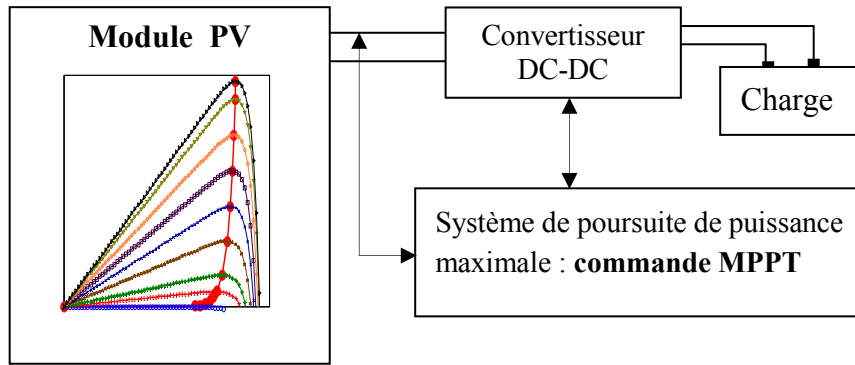 Module PV
Convertisseur
DC-DC
Charge
Système de poursuite de puissance
maximale : commande MPPT